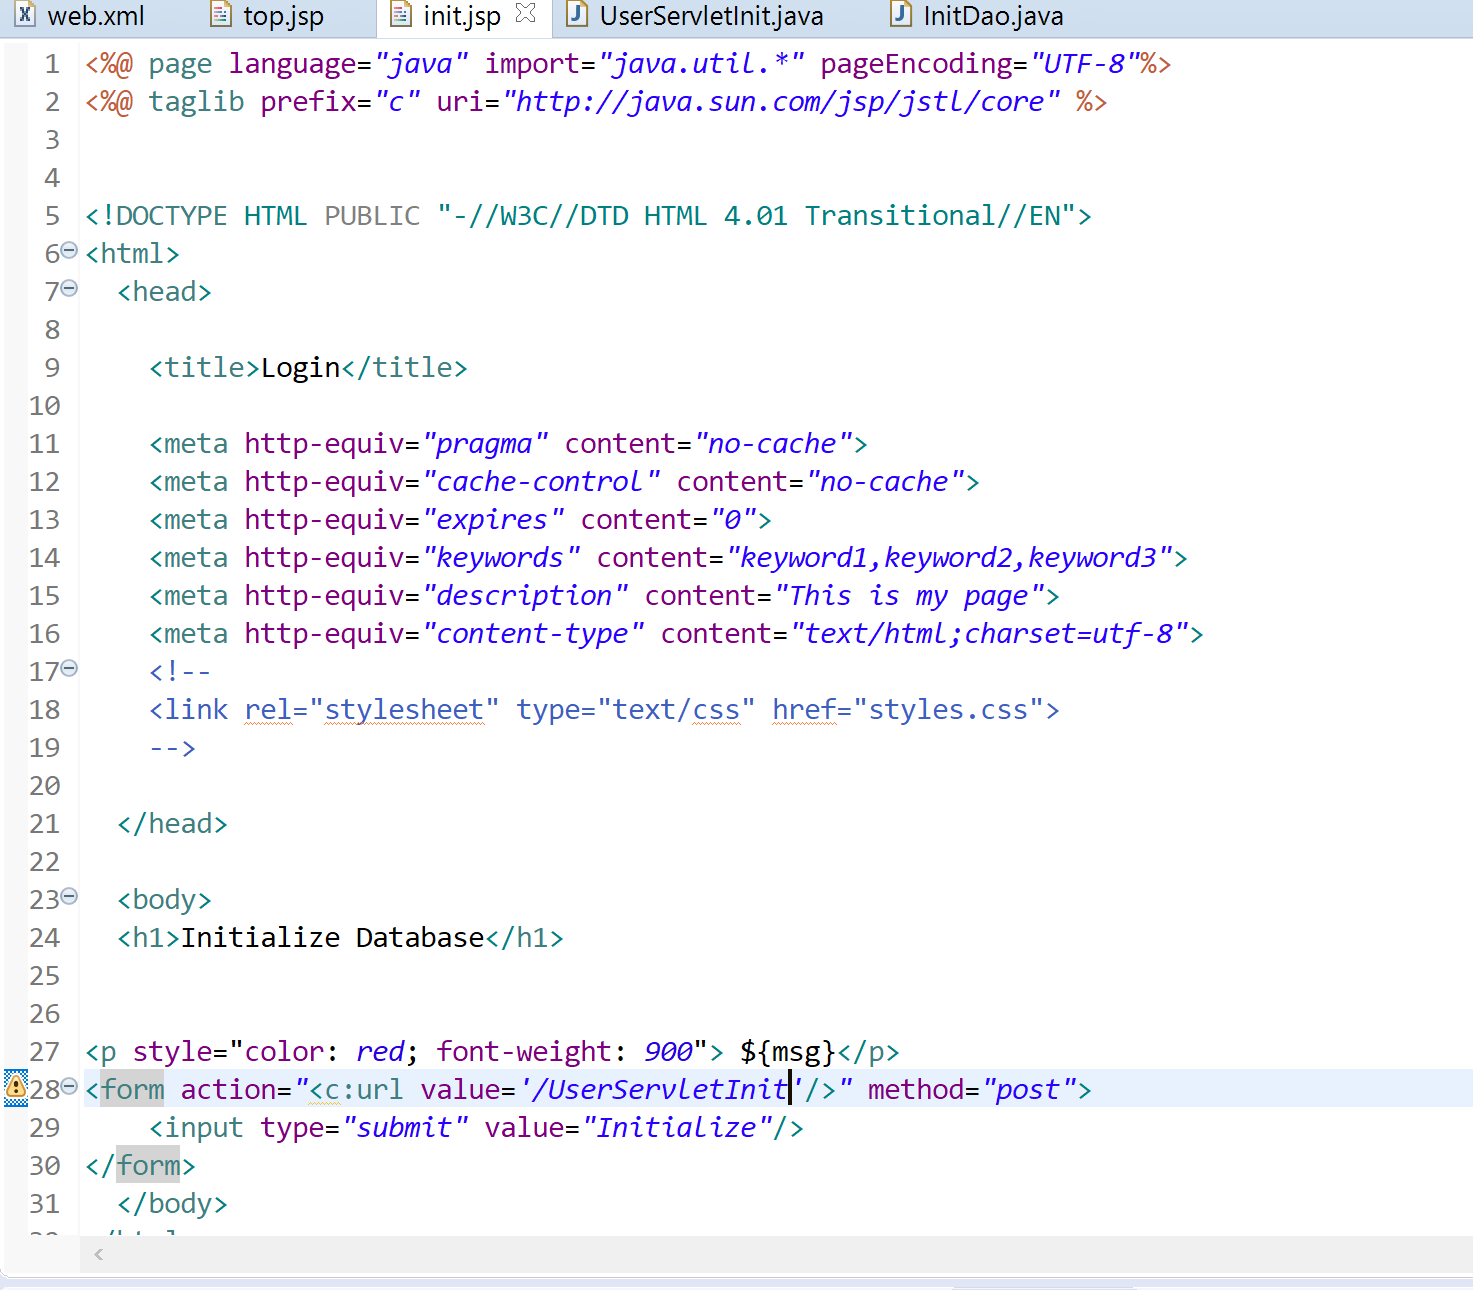 web.xml top.jsp init.jsp UserServletInit.java InitDao.java
1 <%@ page language="java" import="java.util.*" pageEncoding="UTF-8"%>
2 <%@ taglib prefix="c" uri="http://java.sun.com/jsp/jstl/core" %>
3
4
5 <!DOCTYPE HTML PUBLIC "-//W3C//DTD HTML 4.01 Transitional//EN">
6 <html>
7   <head>
8
9     <title>Login</title>
10
11     <meta http-equiv="pragma" content="no-cache">
12     <meta http-equiv="cache-control" content="no-cache">
13     <meta http-equiv="expires" content="0">
14     <meta http-equiv="keywords" content="keyword1,keyword2,keyword3">
15     <meta http-equiv="description" content="This is my page">
16     <meta http-equiv="content-type" content="text/html;charset=utf-8">
17     <!--
18     <link rel="stylesheet" type="text/css" href="styles.css">
19     -->
20
21   </head>
22
23   <body>
24   <h1>Initialize Database</h1>
25
26
27 <p style="color: red; font-weight: 900"> ${msg}</p>
28 <form action="<c:url value='/UserServletInit'/>" method="post">
29     <input type="submit" value="Initialize"/>
30 </form>
31   </body>